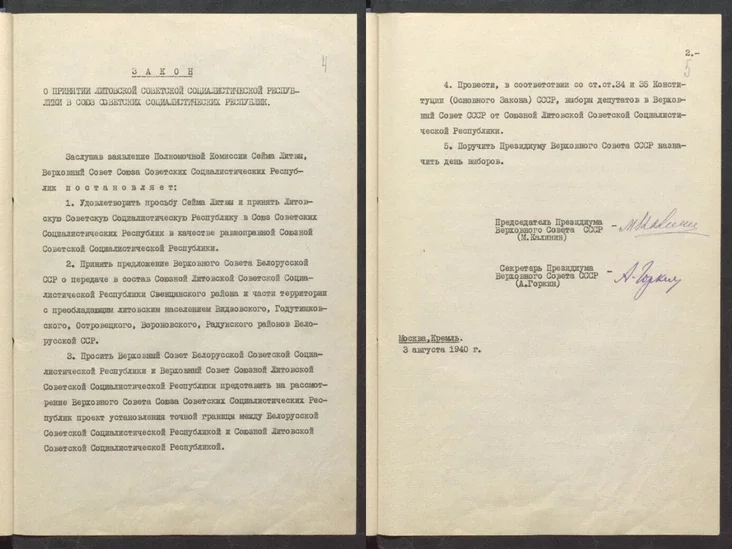 4
З А К О Н
О ПРИНЯТИИ ЛИТОВСКОЙ СОВЕТСКОЙ СОЦИАЛИСТИЧЕСКОЙ РЕСПУБ-
ЛИКИ В СОЮЗ СОВЕТСКИХ СОЦИАЛИСТИЧЕСКИХ РЕСПУБЛИК.
Заслушав заявление Полномочной Комиссии Сейма Литвы,
Верховный Совет Союза Советских Социалистических Респуб-
лик п о с т а н о в л я е т:
1. Удовлетворить просьбу Сейма Литвы и принять Литов-
скую Советскую Социалистическую Республику в Союз Советских
Социалистических Республик в качестве равноправной Союзной
Советской Социалистической Республики.
2. Принять предложение Верховного Совета Белорусской
ССР о передаче в состав Союзной Литовской Советской Социа-
листической Республики Свенцянского района и части территории
с преобладающим литовским населением Видзовского, Годутишков-
ского, Островецкого, Вороновского, Радунского районов Бело-
русской ССР.
3. Просить Верховный Совет Белорусской Советской Социа-
листической Республики и Верховный Совет Союзной Литовской
Советской Социалистической Республики представить на рассмот-
рение Верховного Совета Союза Советских Социалистических Рес-
публик проект установления точной границы между Белорусской
Советской Социалистической Республикой и Союзной Литовской
Советской Социалистической Республикой.
2.-
5
4. Провести, в соответствии со ст.ст.34 и 35 Консти-
туции (Основного Закона) СССР, выборы депутатов в Верхов-
ный Совет СССР от Союзной Литовской Советской Социалисти-
ческой Республики.
5. Поручить Президиуму Верховного Совета СССР назна-
чить день выборов.
Председатель Президиума
Верховного Совета СССР -
(М.Калинин)
М Калинин
Секретарь Президиума
Верховного Совета СССР -
(А.Горкин)
А. Горкин
Москва,Кремль.
3 августа 1940 г.